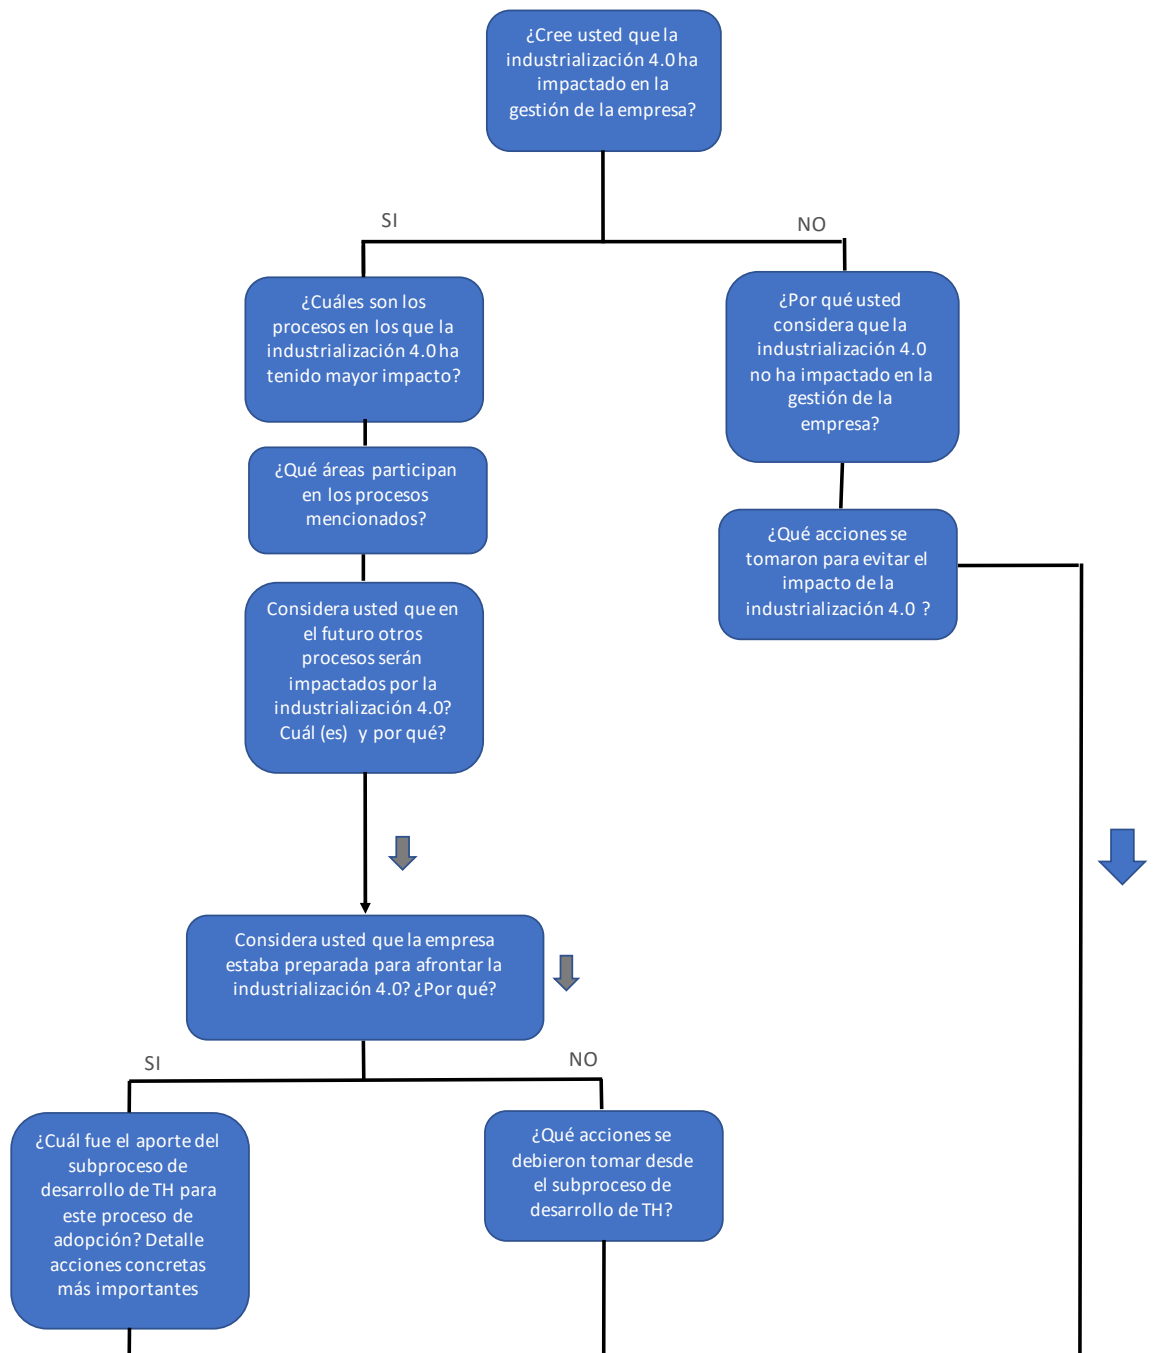 ¿Cree usted que la
industrialización 4.0 ha
impactado en la
gestión de la empresa?
SI
NO
¿Cuáles son los
procesos en los que la
industrialización 4.0 ha
tenido mayor impacto?
¿Por qué usted
considera que la
industrialización 4.0
no ha impactado en la
gestión de la
empresa?
¿Qué áreas participan
en los procesos
mencionados?
¿Qué acciones se
tomaron para evitar el
impacto de la
industrialización 4.0 ?
Considera usted que en
el futuro otros
procesos serán
impactados por la
industrialización 4.0?
Cuál (es) y por qué?
Considera usted que la empresa
estaba preparada para afrontar la
industrialización 4.0? ¿Por qué?
SI
NO
¿Cuál fue el aporte del
subproceso de
desarrollo de TH para
este proceso de
adopción? Detalle
acciones concretas
más importantes
¿Qué acciones se
debieron tomar desde
el subproceso de
desarrollo de TH?